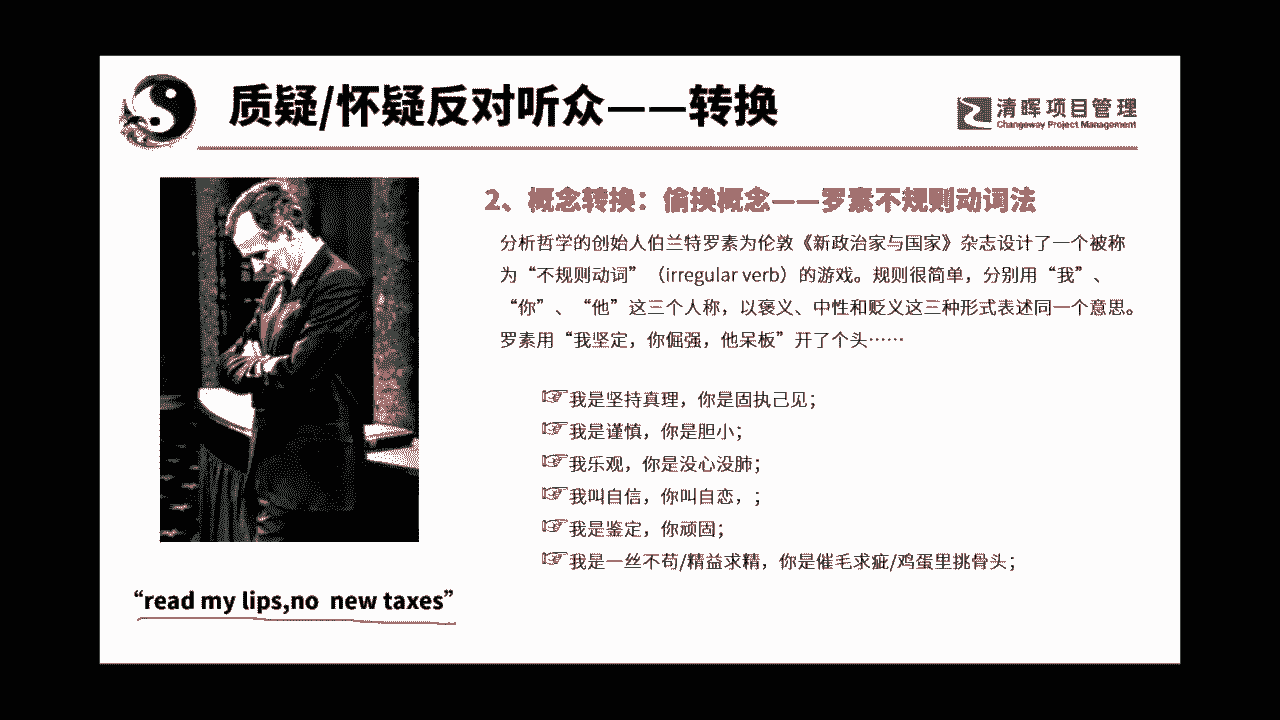 质疑/怀疑反对听众——转换
清晖项目管理
Changeway Project Management
2、概念转换：偷换概念——罗素不规则动词法
分析哲学的创始人伯兰特罗素为伦敦《新政治家与国家》杂志设计了一个被称
为“不规则动词”（irregular verb）的游戏。规则很简单，分别用“我”、
“你”、“他”这三个人称，以褒义、中性和贬义这三种形式表述同一个意思。
罗素用“我坚定，你倔强，他呆板”开了个头……
☞我是坚持真理，你是固执己见；
☞我是谨慎，你是胆小；
☞我乐观，你是没心没肺；
☞我叫自信，你叫自恋，；
☞我是鉴定，你顽固；
☞我是一丝不苟/精益求精，你是催毛求疵/鸡蛋里挑骨头；
“read my lips,no  new taxes”